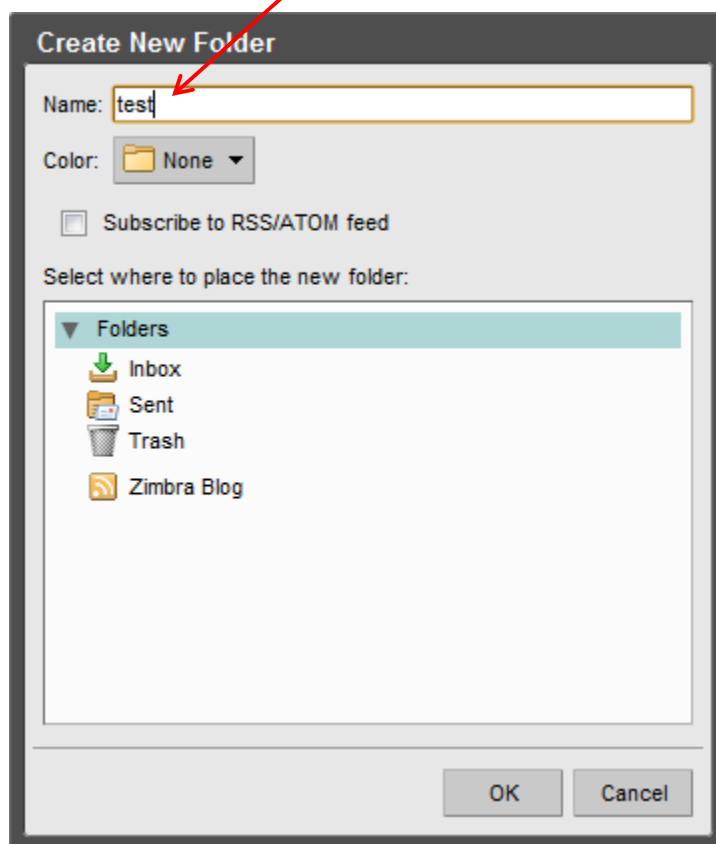 Create New Folder
Name: test
Color: None
Subscribe to RSS/ATOM feed
Select where to place the new folder:
Folders
Inbox
Sent
Trash
Zimbra Blog
OK Cancel